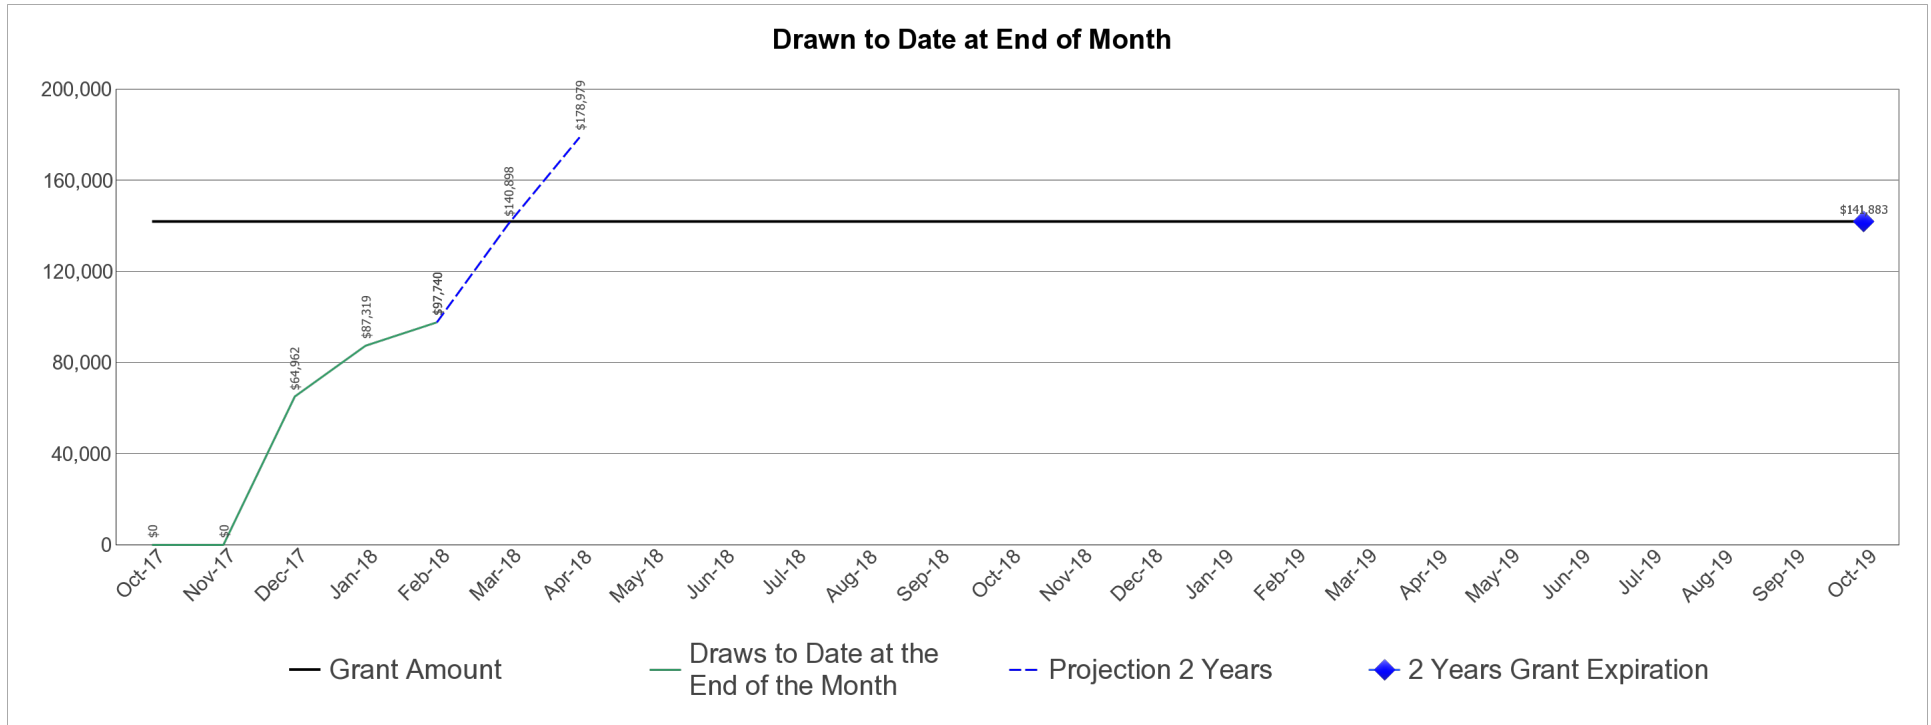 Drawn to Date at End of Month
200,000
160,000
120,000
80,000
40,000
0
$0
$0
$64,962
$87,319
$97,740
$140,898
$178,979
$141,883
Oct-17
Nov-17
Dec-17
Jan-18
Feb-18
Mar-18
Apr-18
May-18
Jun-18
Jul-18
Aug-18
Sep-18
Oct-18
Nov-18
Dec-18
Jan-19
Feb-19
Mar-19
Apr-19
May-19
Jun-19
Jul-19
Aug-19
Sep-19
Oct-19
Grant Amount
Draws to Date at the
End of the Month
Projection 2 Years
2 Years Grant Expiration